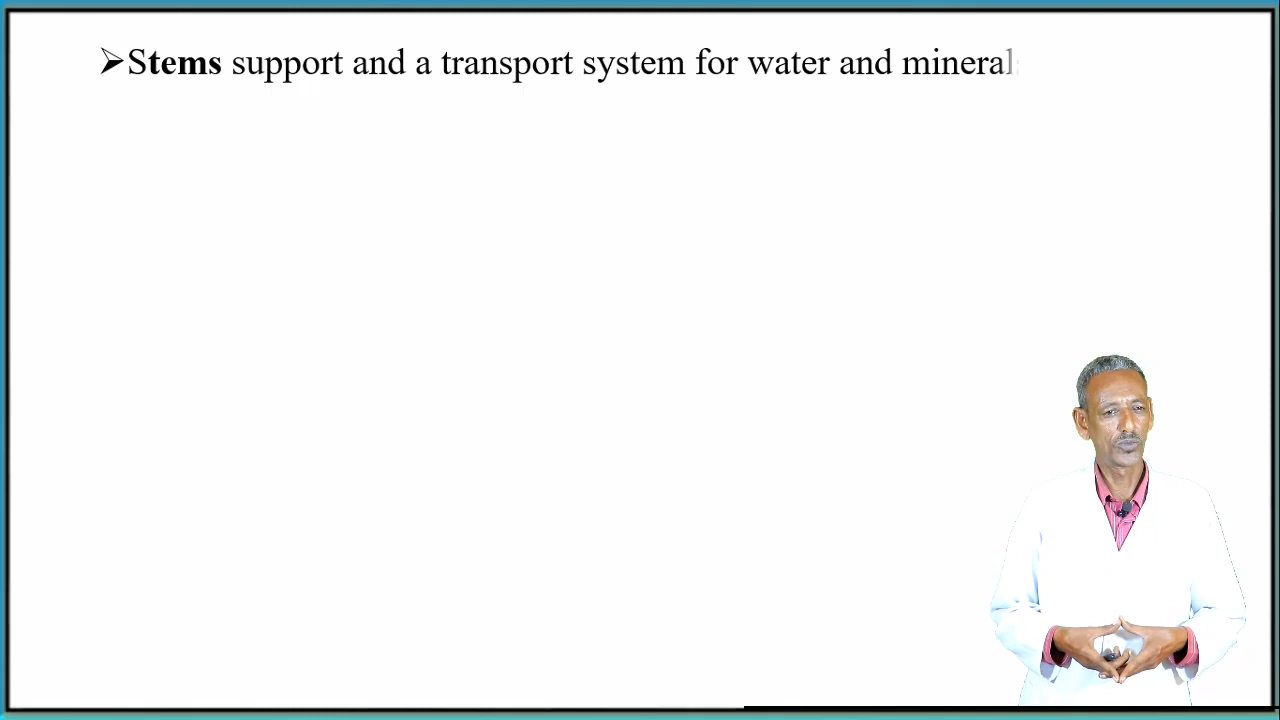 ➢Stems support and a transport system for water and mineral